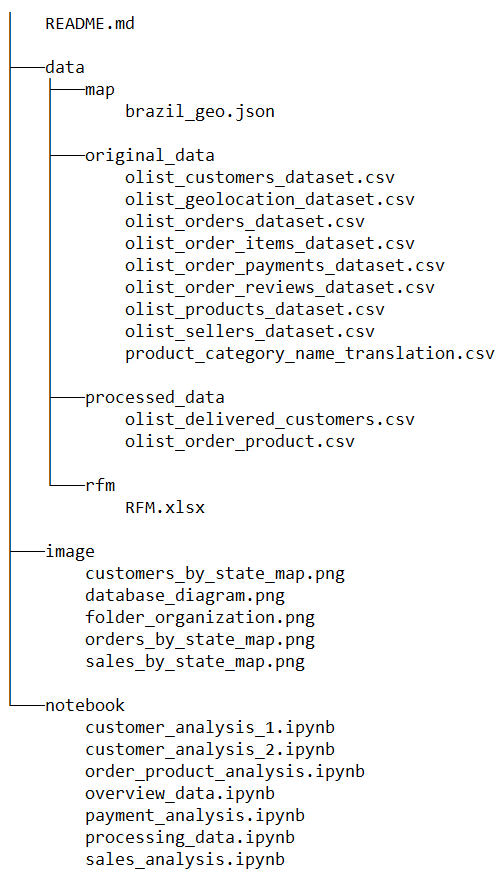 README.md
data
map
brazil_geo.json
original_data
olist_customers_dataset.csv
olist_geolocation_dataset.csv
olist_orders_dataset.csv
olist_order_items_dataset.csv
olist_order_payments_dataset.csv
olist_order_reviews_dataset.csv
olist_products_dataset.csv
olist_sellers_dataset.csv
product_category_name_translation.csv
processed_data
olist_delivered_customers.csv
olist_order_product.csv
rfm
RFM.xlsx
image
customers_by_state_map.png
database_diagram.png
folder_organization.png
orders_by_state_map.png
sales_by_state_map.png
notebook
customer_analysis_1.ipynb
customer_analysis_2.ipynb
order_product_analysis.ipynb
overview_data.ipynb
payment_analysis.ipynb
processing_data.ipynb
sales_analysis.ipynb